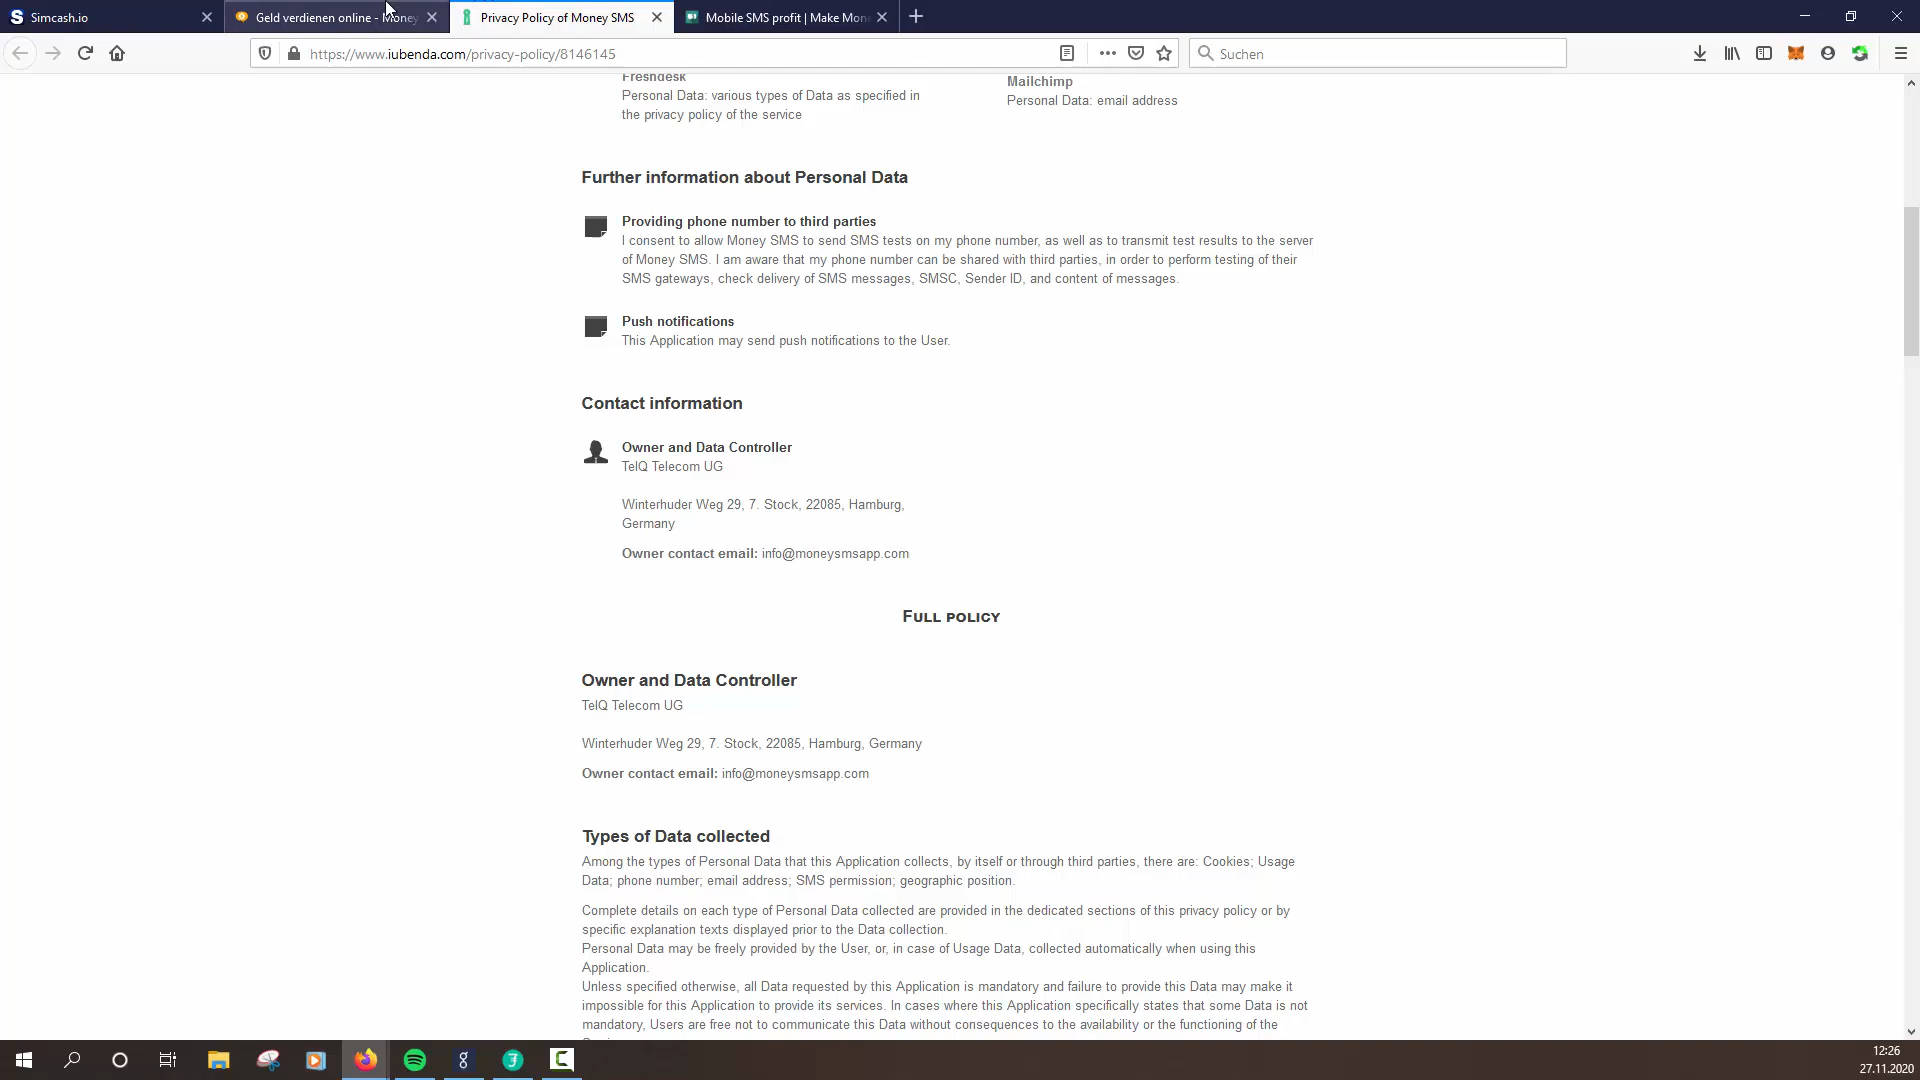 Simcash.io
Geld verdienen online - Money
Privacy Policy of Money SMS
Mobile SMS profit | Make Mon
https://www.iubenda.com/privacy-policy/8146145
Suchen
Freshdesk
Personal Data: various types of Data as specified in
the privacy policy of the service
Mailchimp
Personal Data: email address
Further information about Personal Data
Providing phone number to third parties
I consent to allow Money SMS to send SMS tests on my phone number, as well as to transmit test results to the server
of Money SMS. I am aware that my phone number can be shared with third parties, in order to perform testing of their
SMS gateways, check delivery of SMS messages, SMSC, Sender ID, and content of messages.
Push notifications
This Application may send push notifications to the User.
Contact information
Owner and Data Controller
TelQ Telecom UG
Winterhuder Weg 29, 7. Stock, 22085, Hamburg,
Germany
Owner contact email: info@moneysmsapp.com
FULL POLICY
Owner and Data Controller
TelQ Telecom UG
Winterhuder Weg 29, 7. Stock, 22085, Hamburg, Germany
Owner contact email: info@moneysmsapp.com
Types of Data collected
Among the types of Personal Data that this Application collects, by itself or through third parties, there are: Cookies; Usage
Data; phone number; email address; SMS permission; geographic position.
Complete details on each type of Personal Data collected are provided in the dedicated sections of this privacy policy or by
specific explanation texts displayed prior to the Data collection.
Personal Data may be freely provided by the User, or, in case of Usage Data, collected automatically when using this
Application.
Unless specified otherwise, all Data requested by this Application is mandatory and failure to provide this Data may make it
impossible for this Application to provide its services. In cases where this Application specifically states that some Data is not
mandatory, Users are free not to communicate this Data without consequences to the availability or the functioning of the
12:26
27.11.2020